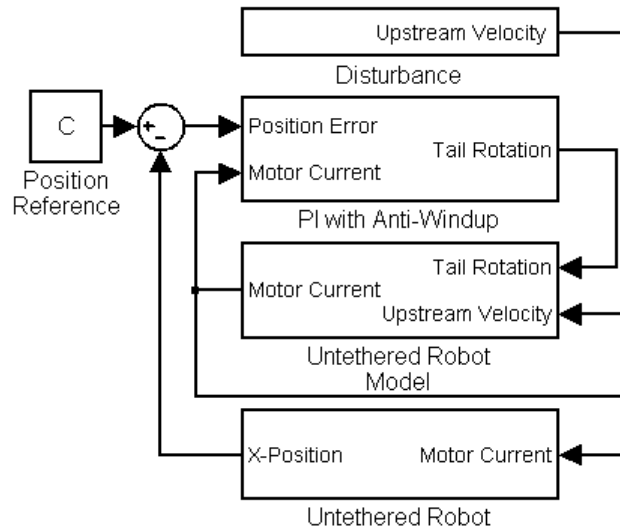 Upstream Velocity
Disturbance
C
Position
Reference
+
-
Position Error
Motor Current
Tail Rotation
PI with Anti-Windup
Tail Rotation
Motor Current
Upstream Velocity
Untethered Robot
Model
X-Position
Motor Current
Untethered Robot